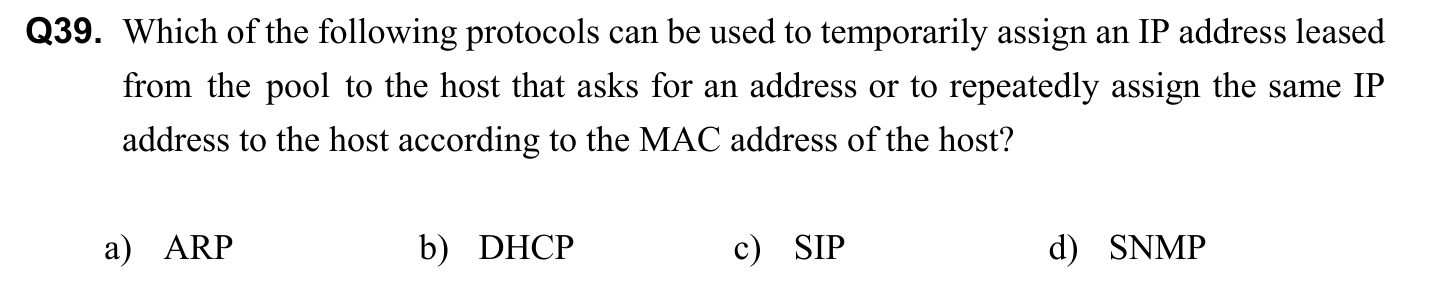 Q39. Which of the following protocols can be used to temporarily assign an IP address leased
from the pool to the host that asks for an address or to repeatedly assign the same IP
address to the host according to the MAC address of the host?
a) ARP b) DHCP c) SIP d) SNMP